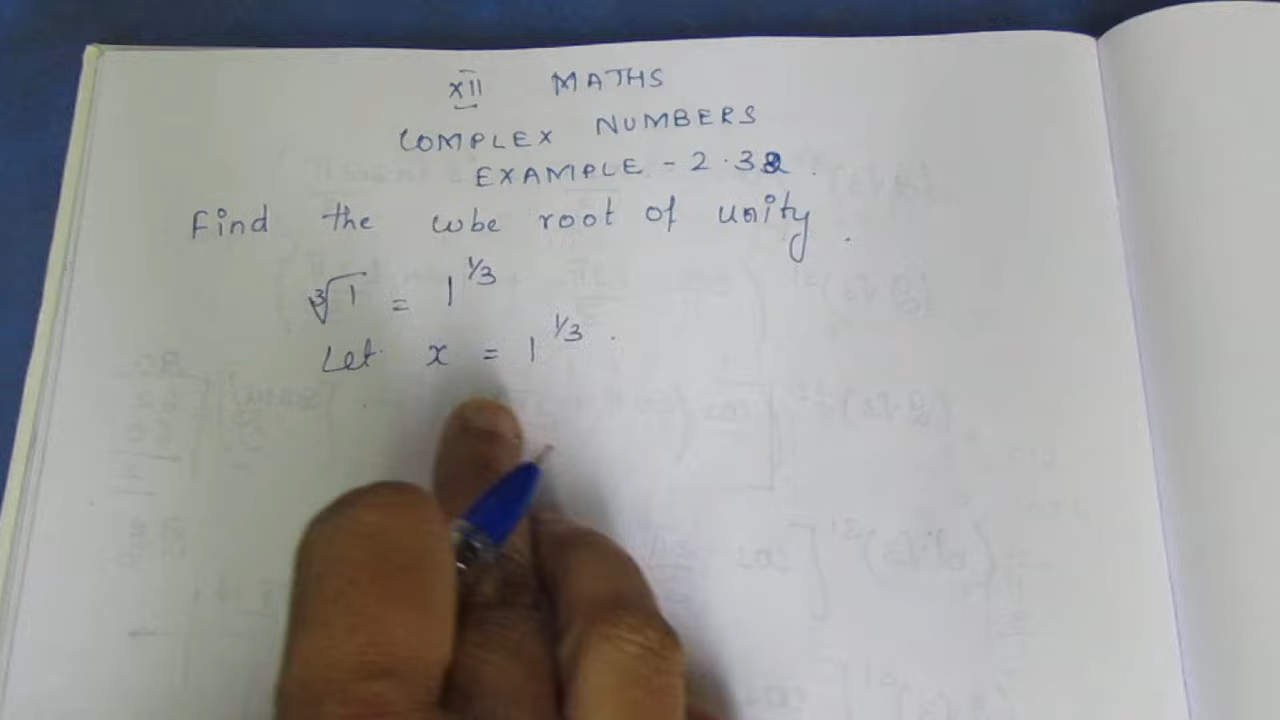 XII MATHS
COMPLEX NUMBERS
EXAMPLE - 2.32.
Find the cube root of unity.
∛1 = 1^1/3
Let x = 1^1/3.